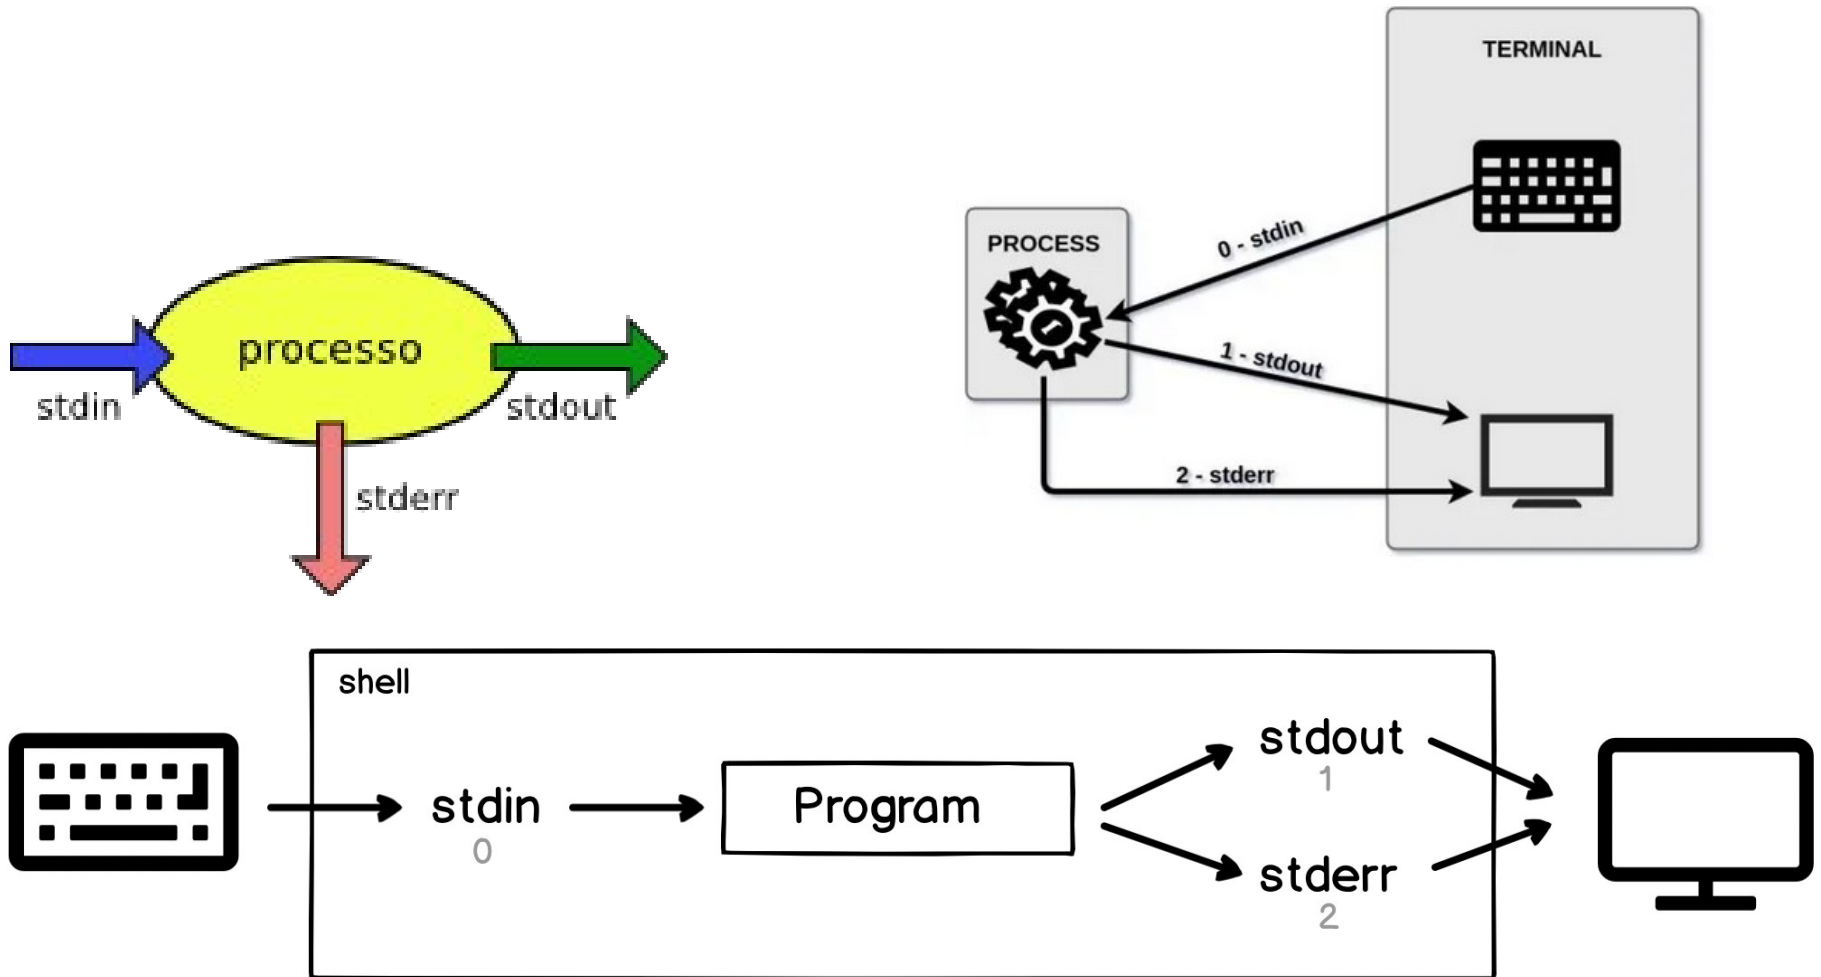 processo
stdin
stdout
stderr
TERMINAL
PROCESS
0 - stdin
1 - stdout
2 - stderr
shell
stdin
0
Program
stdout
1
stderr
2